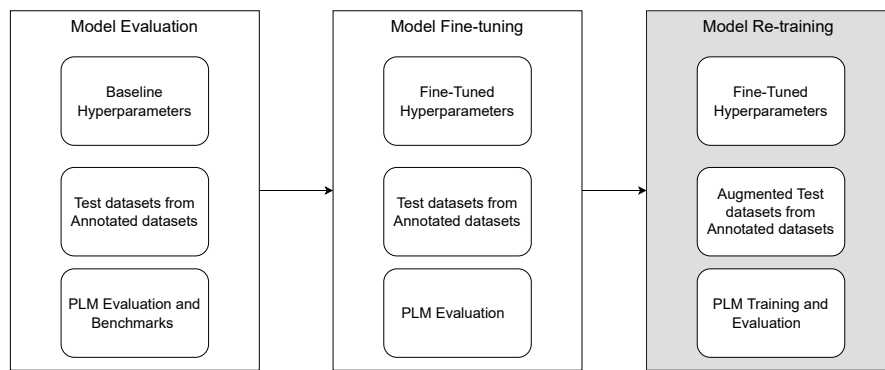 Model Evaluation
Baseline
Hyperparameters
Test datasets from
Annotated datasets
PLM Evaluation and
Benchmarks
Model Fine-tuning
Fine-Tuned
Hyperparameters
Test datasets from
Annotated datasets
PLM Evaluation
Model Re-training
Fine-Tuned
Hyperparameters
Augmented Test
datasets from
Annotated datasets
PLM Training and
Evaluation